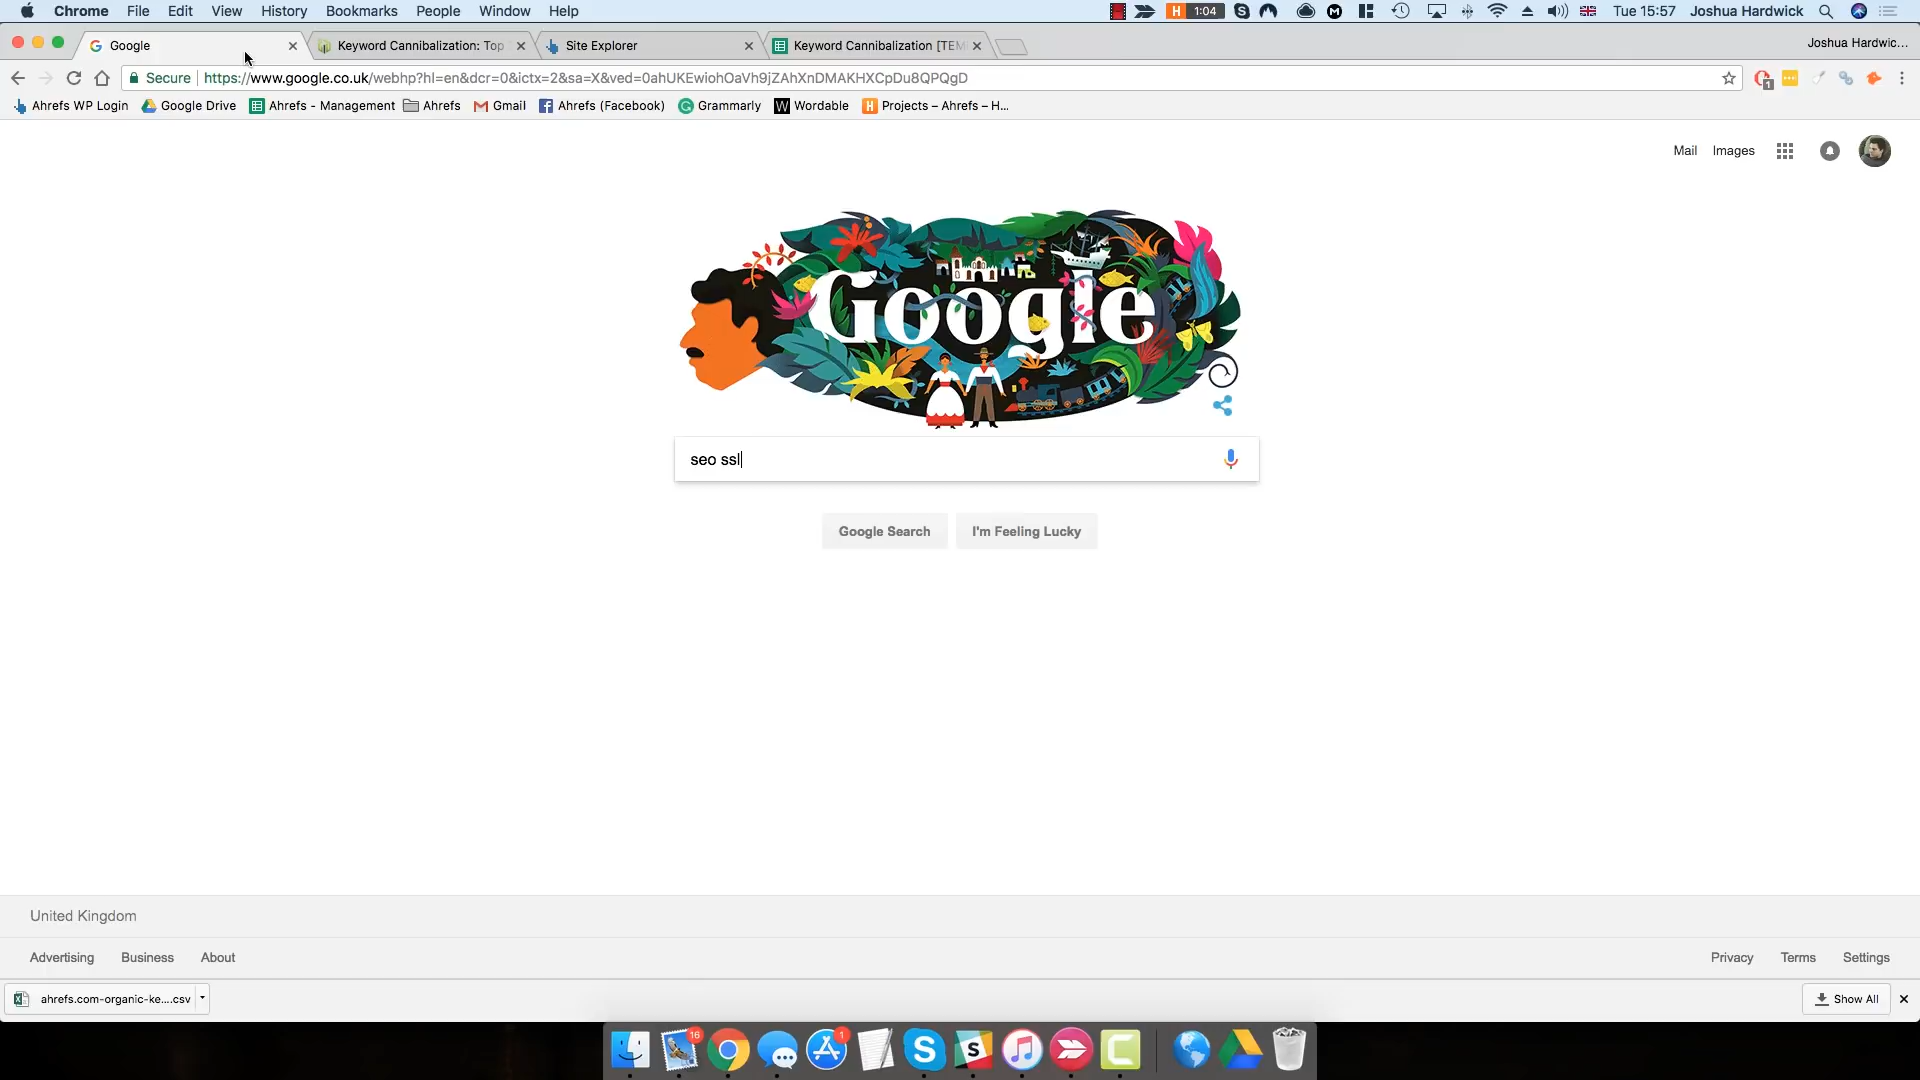 Chrome File Edit View History Bookmarks People Window Help H 1:04 Tue 15:57 Joshua Hardwick
Google Keyword Cannibalization: Top Site Explorer Keyword Cannibalization [TEM Joshua Hardwic...
Secure https://www.google.co.uk/webhp?hl=en&dcr=0&ictx=2&sa=X&ved=0ahUKEwiohOaVh9jZAhXnDMAKHXCpDu8QPQgD 1
Ahrefs WP Login Google Drive Ahrefs - Management Ahrefs Gmail Ahrefs (Facebook) Grammarly W Wordable H Projects – Ahrefs – H...
Mail Images
Google
seo ssl
Google Search I'm Feeling Lucky
United Kingdom
Advertising Business About Privacy Terms Settings
ahrefs.com-organic-ke....csv Show All
16 1 S S C